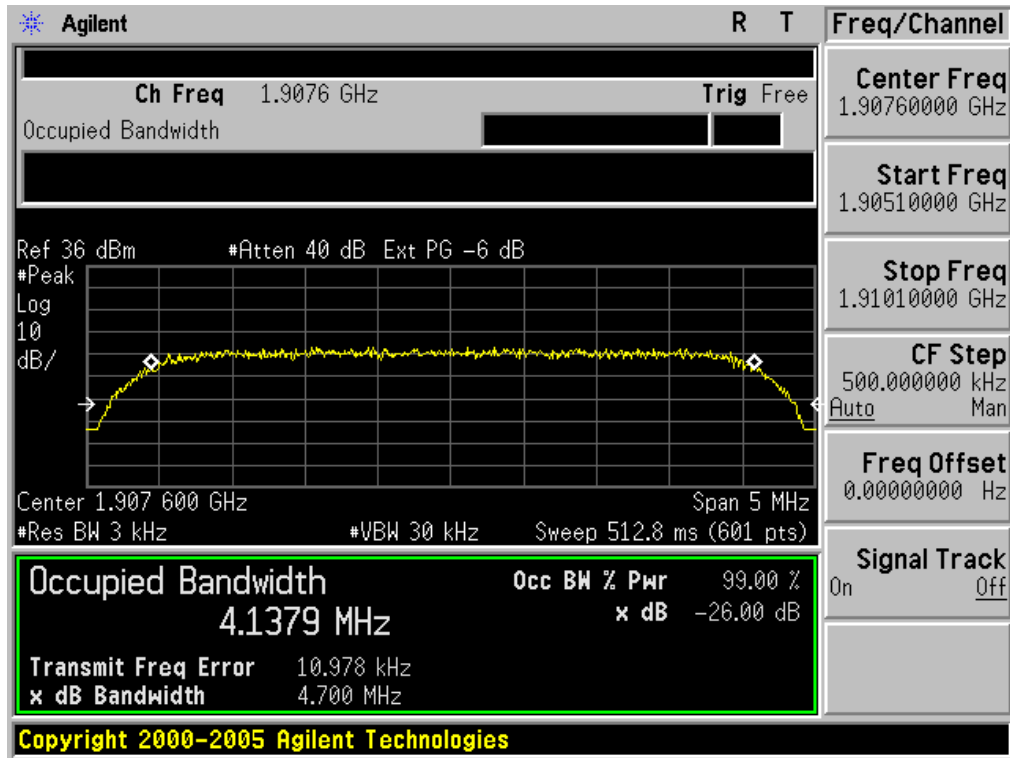 Agilent R T
Ch Freq 1.9076 GHz Trig Free
Occupied Bandwidth
Ref 36 dBm #Atten 40 dB Ext PG -6 dB
#Peak
Log
10
dB/
Center 1.907 600 GHz Span 5 MHz
#Res BW 3 kHz #VBW 30 kHz Sweep 512.8 ms (601 pts)
Occupied Bandwidth Occ BW % Pwr 99.00 %
4.1379 MHz x dB -26.00 dB
Transmit Freq Error 10.978 kHz
x dB Bandwidth 4.700 MHz
Copyright 2000-2005 Agilent Technologies
Freq/Channel
Center Freq
1.90760000 GHz
Start Freq
1.90510000 GHz
Stop Freq
1.91010000 GHz
CF Step
500.000000 kHz
Auto Man
Freq Offset
0.00000000 Hz
Signal Track
On Off